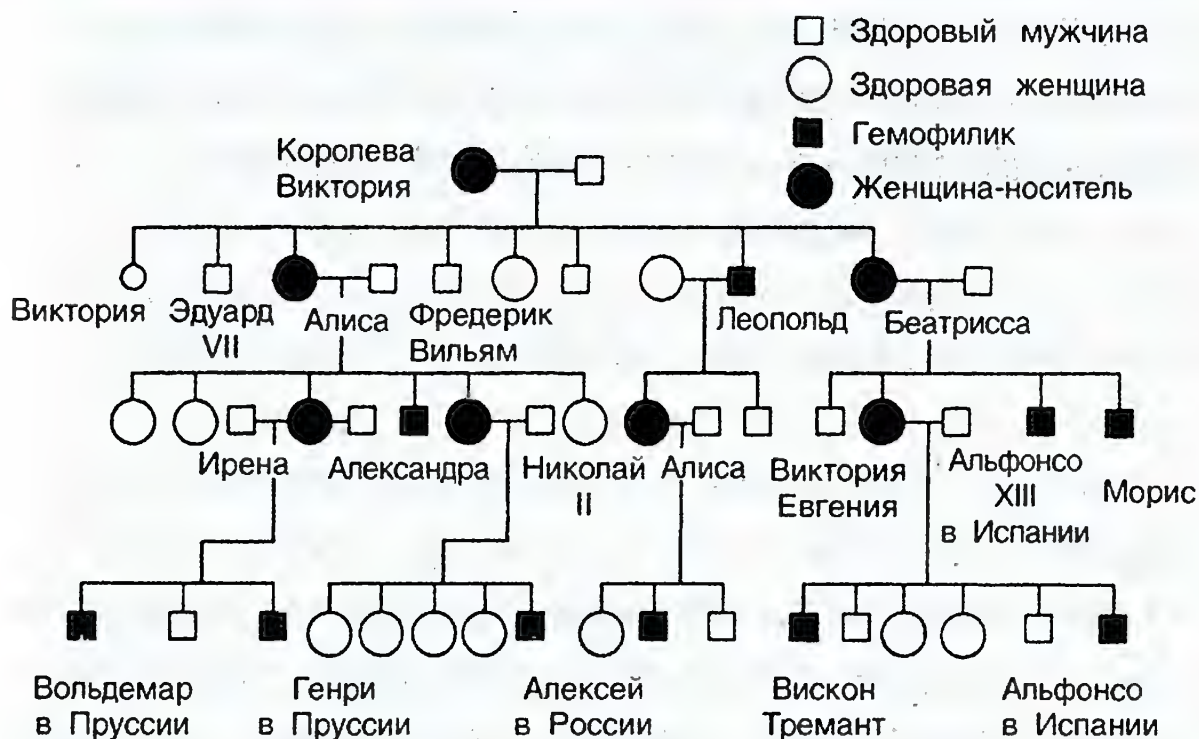 Здоровый мужчина
Здоровая женщина
Гемофилик
Женщина-носитель
Королева
Виктория
Виктория
Эдуард
VII
Алиса
Фредерик
Вильям
Леопольд
Беатрисса
Ирена
Александра
Николай
II
Алиса
Виктория
Евгения
Альфонсо
XIII
в Испании
Морис
Вольдемар
в Пруссии
Генри
в Пруссии
Алексей
в России
Вискон
Тремант
Альфонсо
в Испании